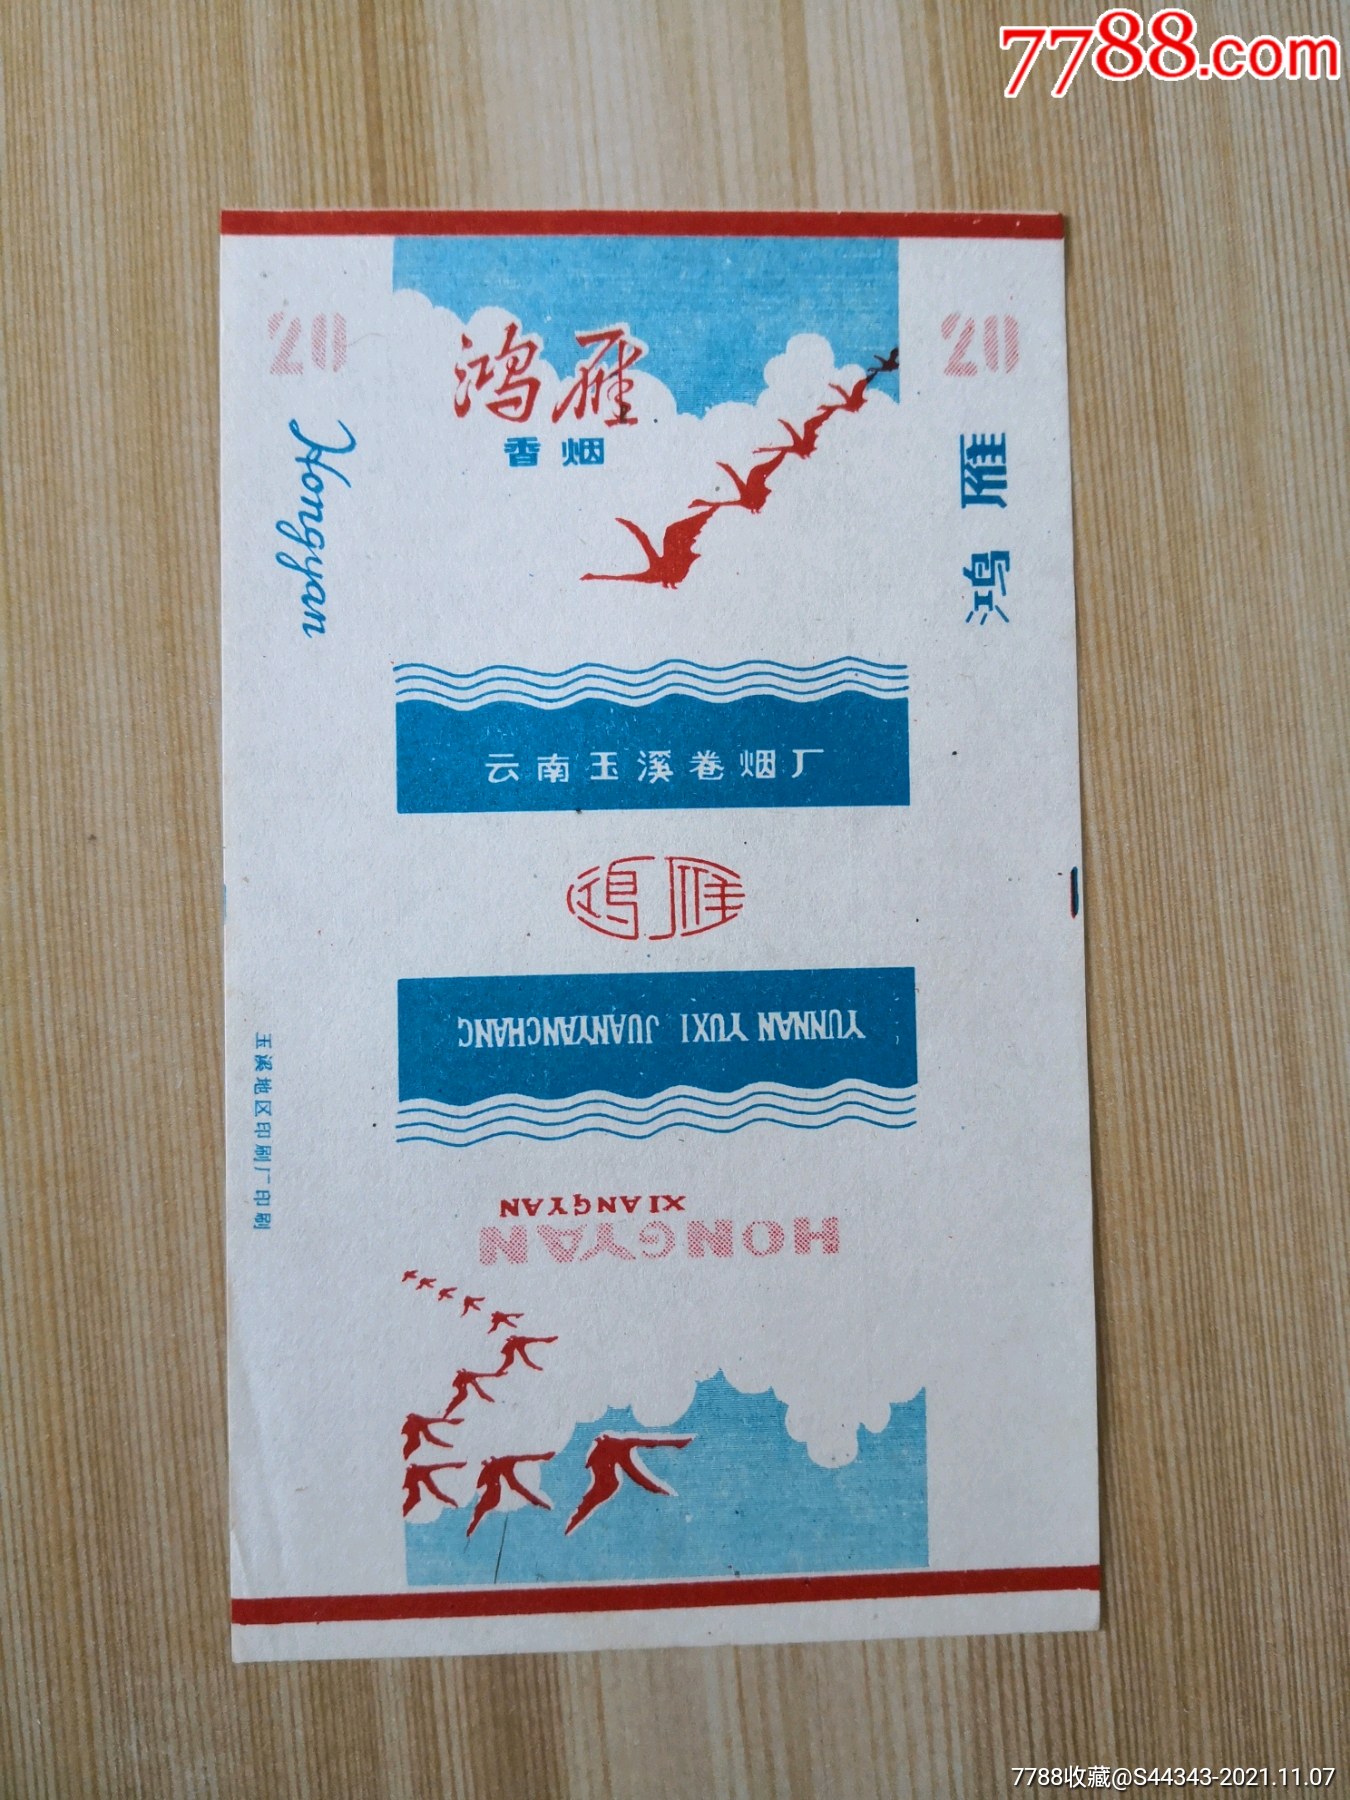 7788.com
20
20
鸿雁
香烟
Hongyan
鸿雁
云南玉溪卷烟厂
鸿雁
YUNNAN YUXI JUANYANCHANG
玉溪地区印刷厂印刷
HONGYAN
XIANGYAN
7788收藏@S44343-2021.11.07